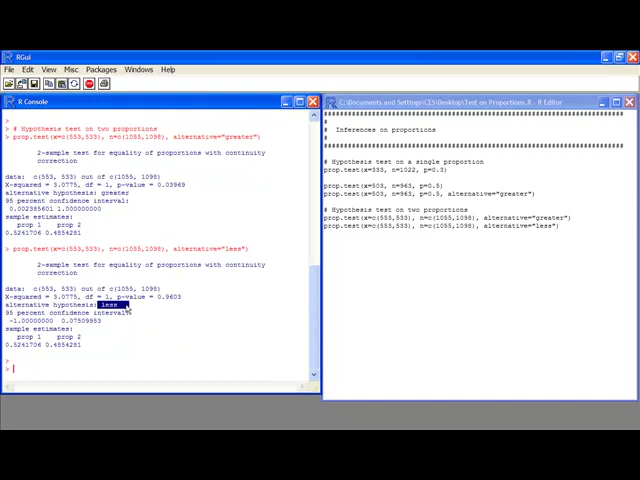 RGui
File Edit View Misc Packages Windows Help
R Console
>
> # Hypothesis test on two proportions
> prop.test(x=c(553,533), n=c(1055,1098), alternative="greater")
2-sample test for equality of proportions with continuity
correction
data: c(553, 533) out of c(1055, 1098)
X-squared = 3.0775, df = 1, p-value = 0.03969
alternative hypothesis: greater
95 percent confidence interval:
0.002385601 1.000000000
sample estimates:
prop 1 prop 2
0.5241706 0.4854281
> prop.test(x=c(553,533), n=c(1055,1098), alternative="less")
2-sample test for equality of proportions with continuity
correction
data: c(553, 533) out of c(1055, 1098)
X-squared = 3.0775, df = 1, p-value = 0.9603
alternative hypothesis: less
95 percent confidence interval:
-1.00000000 0.07509953
sample estimates:
prop 1 prop 2
0.5241706 0.4854281
>
>
C:\Documents and Settings\CES\Desktop\Test on Proportions.R - R Editor
################################################################
#
# Inferences on proportions
#
################################################################
# Hypothesis test on a single proportion
prop.test(x=333, n=1022, p=0.3)
prop.test(x=503, n=963, p=0.5)
prop.test(x=503, n=963, p=0.5, alternative="greater")
# Hypothesis test on two proportions
prop.test(x=c(553,533), n=c(1055,1098), alternative="greater")
prop.test(x=c(553,533), n=c(1055,1098), alternative="less")